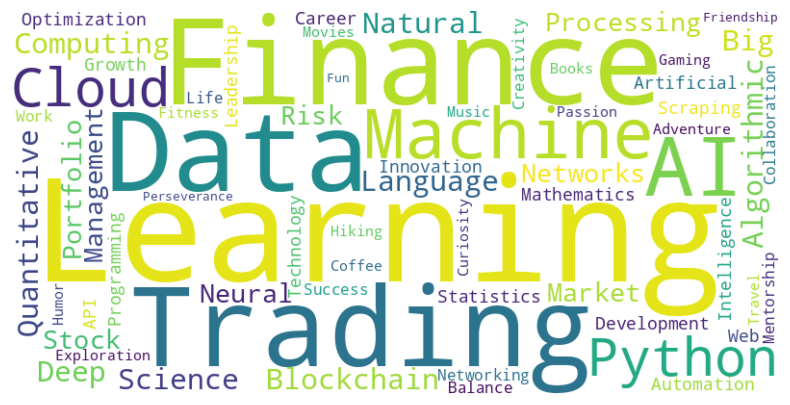 Optimization
Finance
Career
Movies
Natural
Processing
Friendship
Computing
Growth
Cloud
Leadership
Fun
Creativity
Books
Gaming
Big
Artificial
Life
Fitness
Work
Risk
Music
Passion
Scraping
Collaboration
Data
Machine
Adventure
Algorithmic
Quantitative
Portfolio
Management
Innovation
Language
Networks
AI
Perseverance
Mathematics
Learning
Technology
Hiking
Curiosity
Coffee
Intelligence
Programming
Humor
API
Neural
Success
Trading
Statistics
Market
Travel
Mentorship
Stock
Development
Web
Exploration
Python
Deep
Science
Blockchain
Networking
Balance
Automation